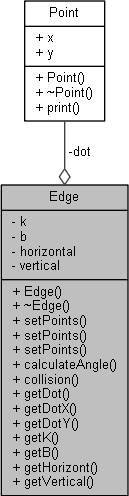 Point
+ x
+ y
+ Point()
+ ~Point()
+ print()
-dot
Edge
- k
- b
- horizontal
- vertical
+ Edge()
+ ~Edge()
+ setPoints()
+ setPoints()
+ setPoints()
+ calculateAngle()
+ collision()
+ getDot()
+ getDotX()
+ getDotY()
+ getK()
+ getB()
+ getHorizont()
+ getVertical()